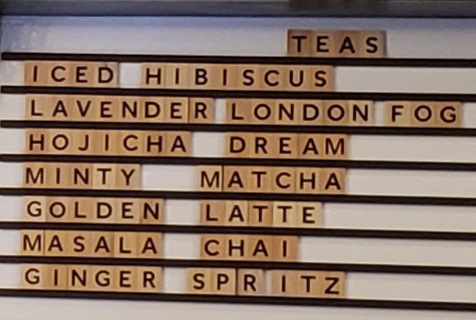 TEAS
ICED HIBISCUS
LAVENDER LONDON FOG
HOJICHA DREAM
MINTY MATCHA
GOLDEN LATTE
MASALA CHAI
GINGER SPRITZ